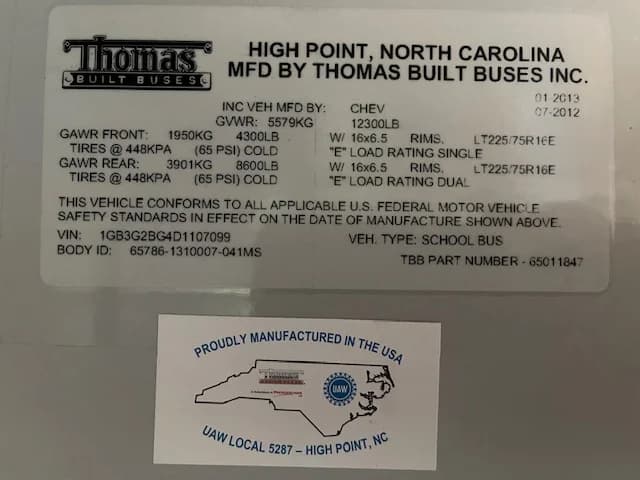 Thomas
BUILT BUSES
HIGH POINT, NORTH CAROLINA
MFD BY THOMAS BUILT BUSES INC.
01-2013
INC VEH MFD BY: CHEV 07-2012
GVWR: 5579KG 12300LB
GAWR FRONT: 1950KG 4300LB W/ 16x6.5 RIMS. LT225/75R16E
TIRES @ 448KPA (65 PSI) COLD "E" LOAD RATING SINGLE
GAWR REAR: 3901KG 8600LB W/ 16x6.5 RIMS. LT225/75R16E
TIRES @ 448KPA (65 PSI) COLD "E" LOAD RATING DUAL
THIS VEHICLE CONFORMS TO ALL APPLICABLE U.S. FEDERAL MOTOR VEHICLE
SAFETY STANDARDS IN EFFECT ON THE DATE OF MANUFACTURE SHOWN ABOVE.
VIN: 1GB3G2BG4D1107099 VEH. TYPE: SCHOOL BUS
BODY ID: 65786-1310007-041MS TBB PART NUMBER - 65011847
PROUDLY MANUFACTURED IN THE USA
UAW
UAW LOCAL 5287 – HIGH POINT, NC